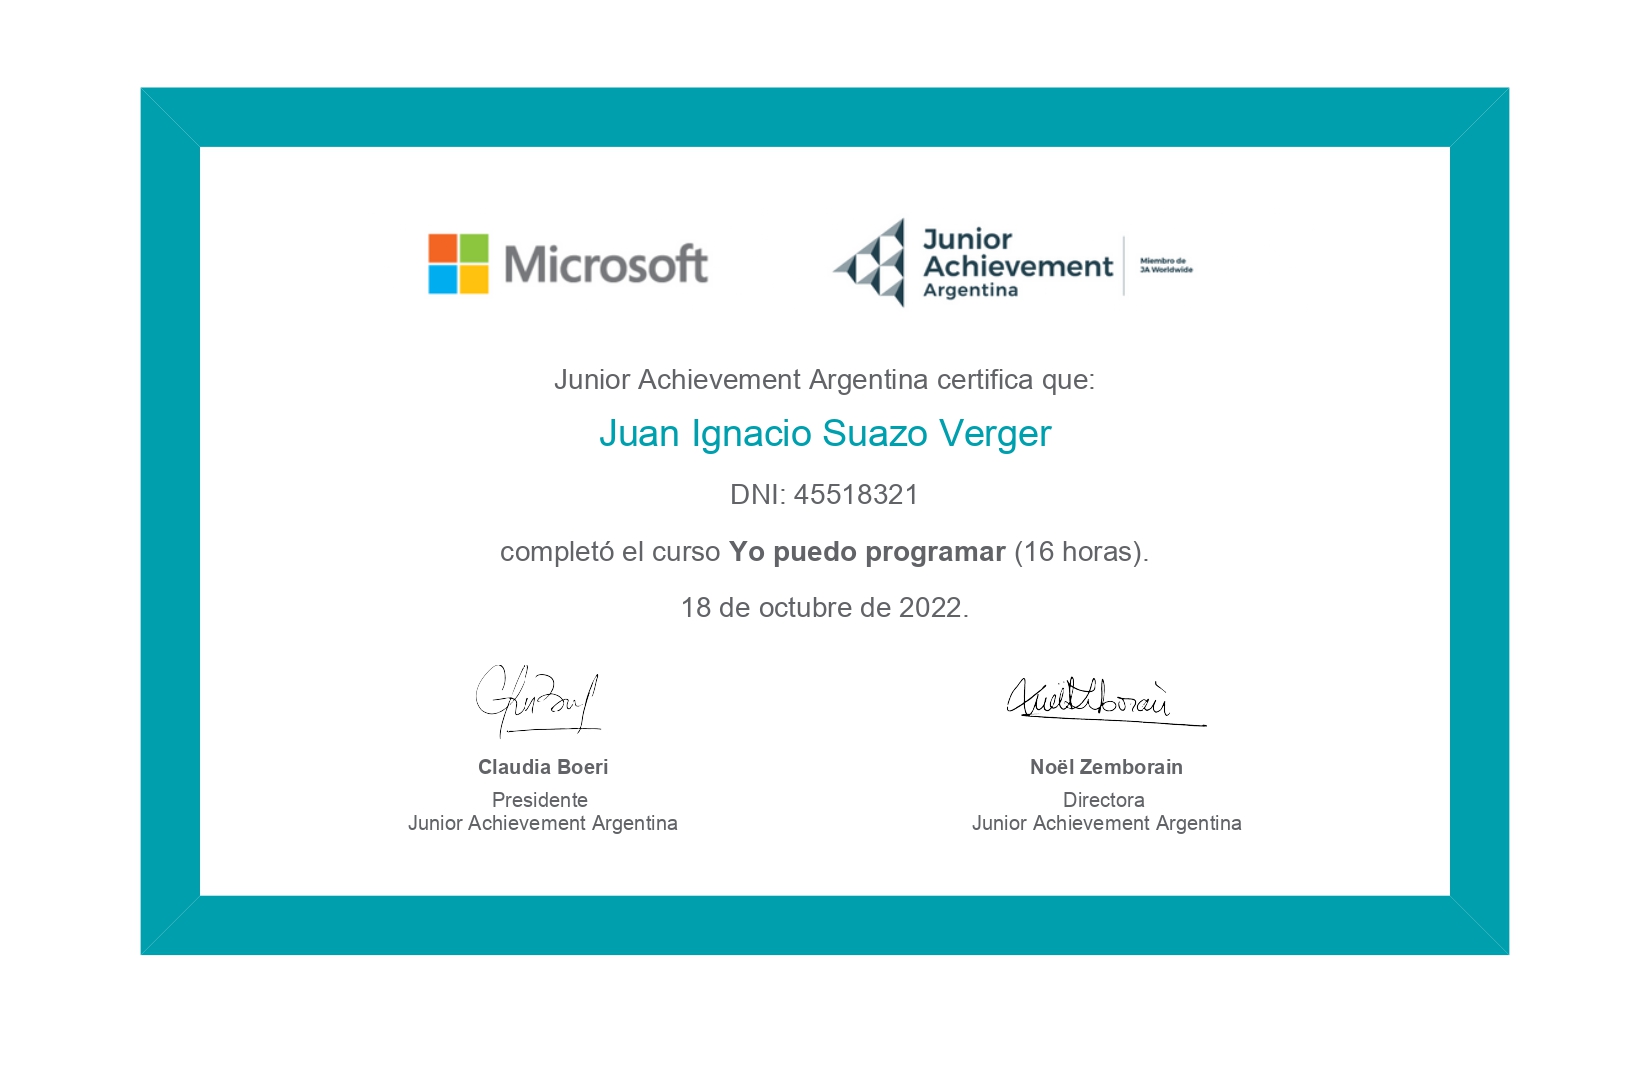 Microsoft
Junior
Achievement
Argentina
Miembro de
JA Worldwide
Junior Achievement Argentina certifica que:
Juan Ignacio Suazo Verger
DNI: 45518321
completó el curso Yo puedo programar (16 horas).
18 de octubre de 2022.
Claudia Boeri
Presidente
Junior Achievement Argentina
Noël Zemborain
Directora
Junior Achievement Argentina